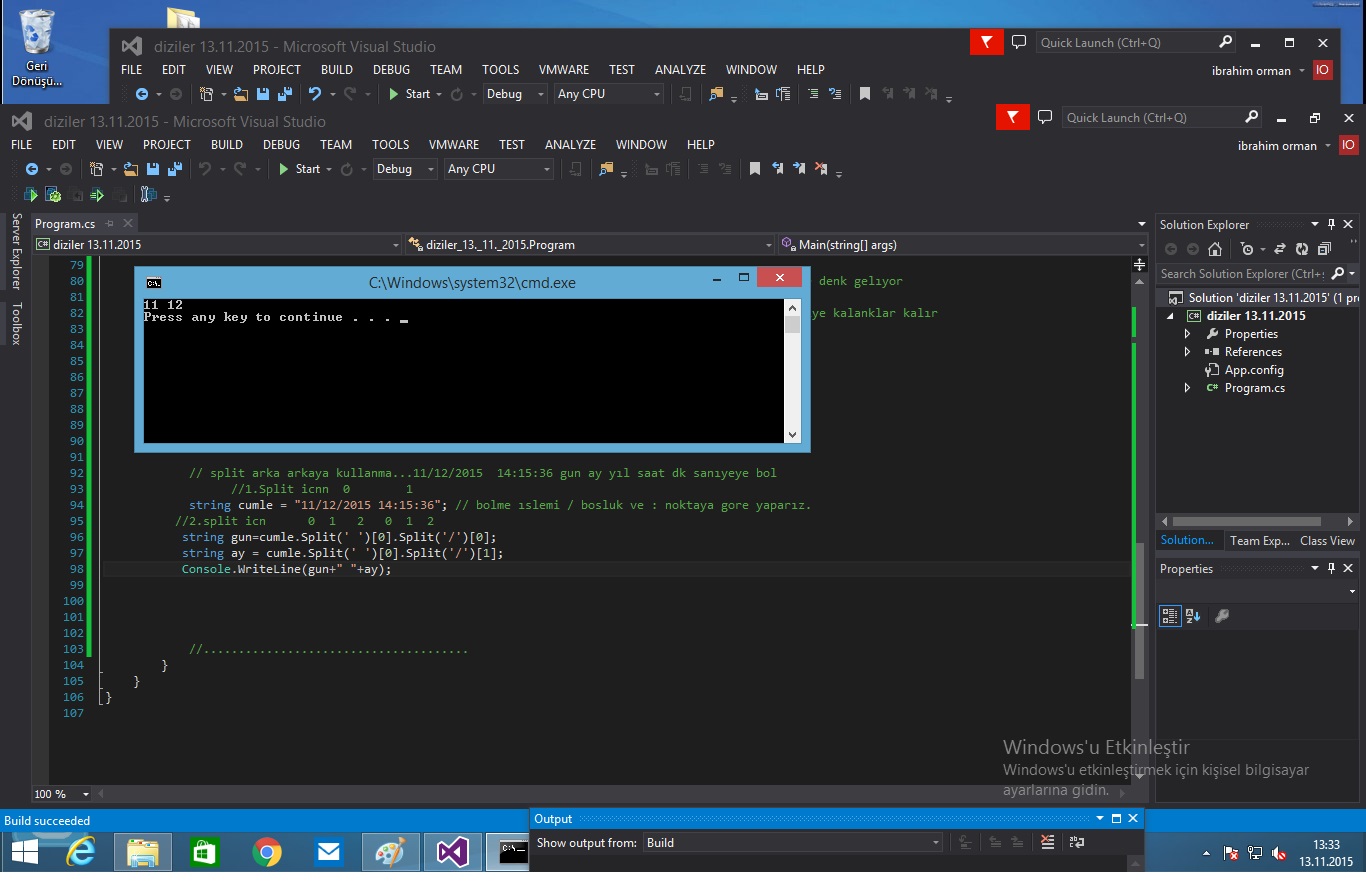 Geri
Dönüşü...
diziler 13.11.2015 - Microsoft Visual Studio
Quick Launch (Ctrl+Q)
FILE EDIT VIEW PROJECT BUILD DEBUG TEAM TOOLS VMWARE TEST ANALYZE WINDOW HELP
ibrahim orman IO
Start Debug Any CPU
diziler 13.11.2015 - Microsoft Visual Studio
Quick Launch (Ctrl+Q)
FILE EDIT VIEW PROJECT BUILD DEBUG TEAM TOOLS VMWARE TEST ANALYZE WINDOW HELP
ibrahim orman IO
Start Debug Any CPU
Server Explorer
Toolbox
Program.cs
diziler 13.11.2015
diziler_13._11._2015.Program
Main(string[] args)
79
80 denk gelıyor
81
82 ye kalanklar kalır
83
84
85
86
87
88
89
90
91
92 // split arka arkaya kullanma...11/12/2015 14:15:36 gun ay yıl saat dk sanıyeye bol
93 //1.Split icnn 0 1
94 string cumle = "11/12/2015 14:15:36"; // bolme ıslemi / bosluk ve : noktaya gore yaparız.
95 //2.split icn 0 1 2 0 1 2
96 string gun=cumle.Split(' ')[0].Split('/')[0];
97 string ay = cumle.Split(' ')[0].Split('/')[1];
98 Console.WriteLine(gun+" "+ay);
99
100
101
102
103 //......................................
104 }
105 }
106 }
107
C:\Windows\system32\cmd.exe
11 12
Press any key to continue . . .
Solution Explorer
Search Solution Explorer (Ctrl+;
Solution 'diziler 13.11.2015' (1 pr
diziler 13.11.2015
Properties
References
App.config
Program.cs
Solution... Team Exp... Class View
Properties
Windows'u Etkinleştir
Windows'u etkinleştirmek için kişisel bilgisayar
ayarlarına gidin.
100 %
Build succeeded
Output
Show output from: Build
13:33
13.11.2015